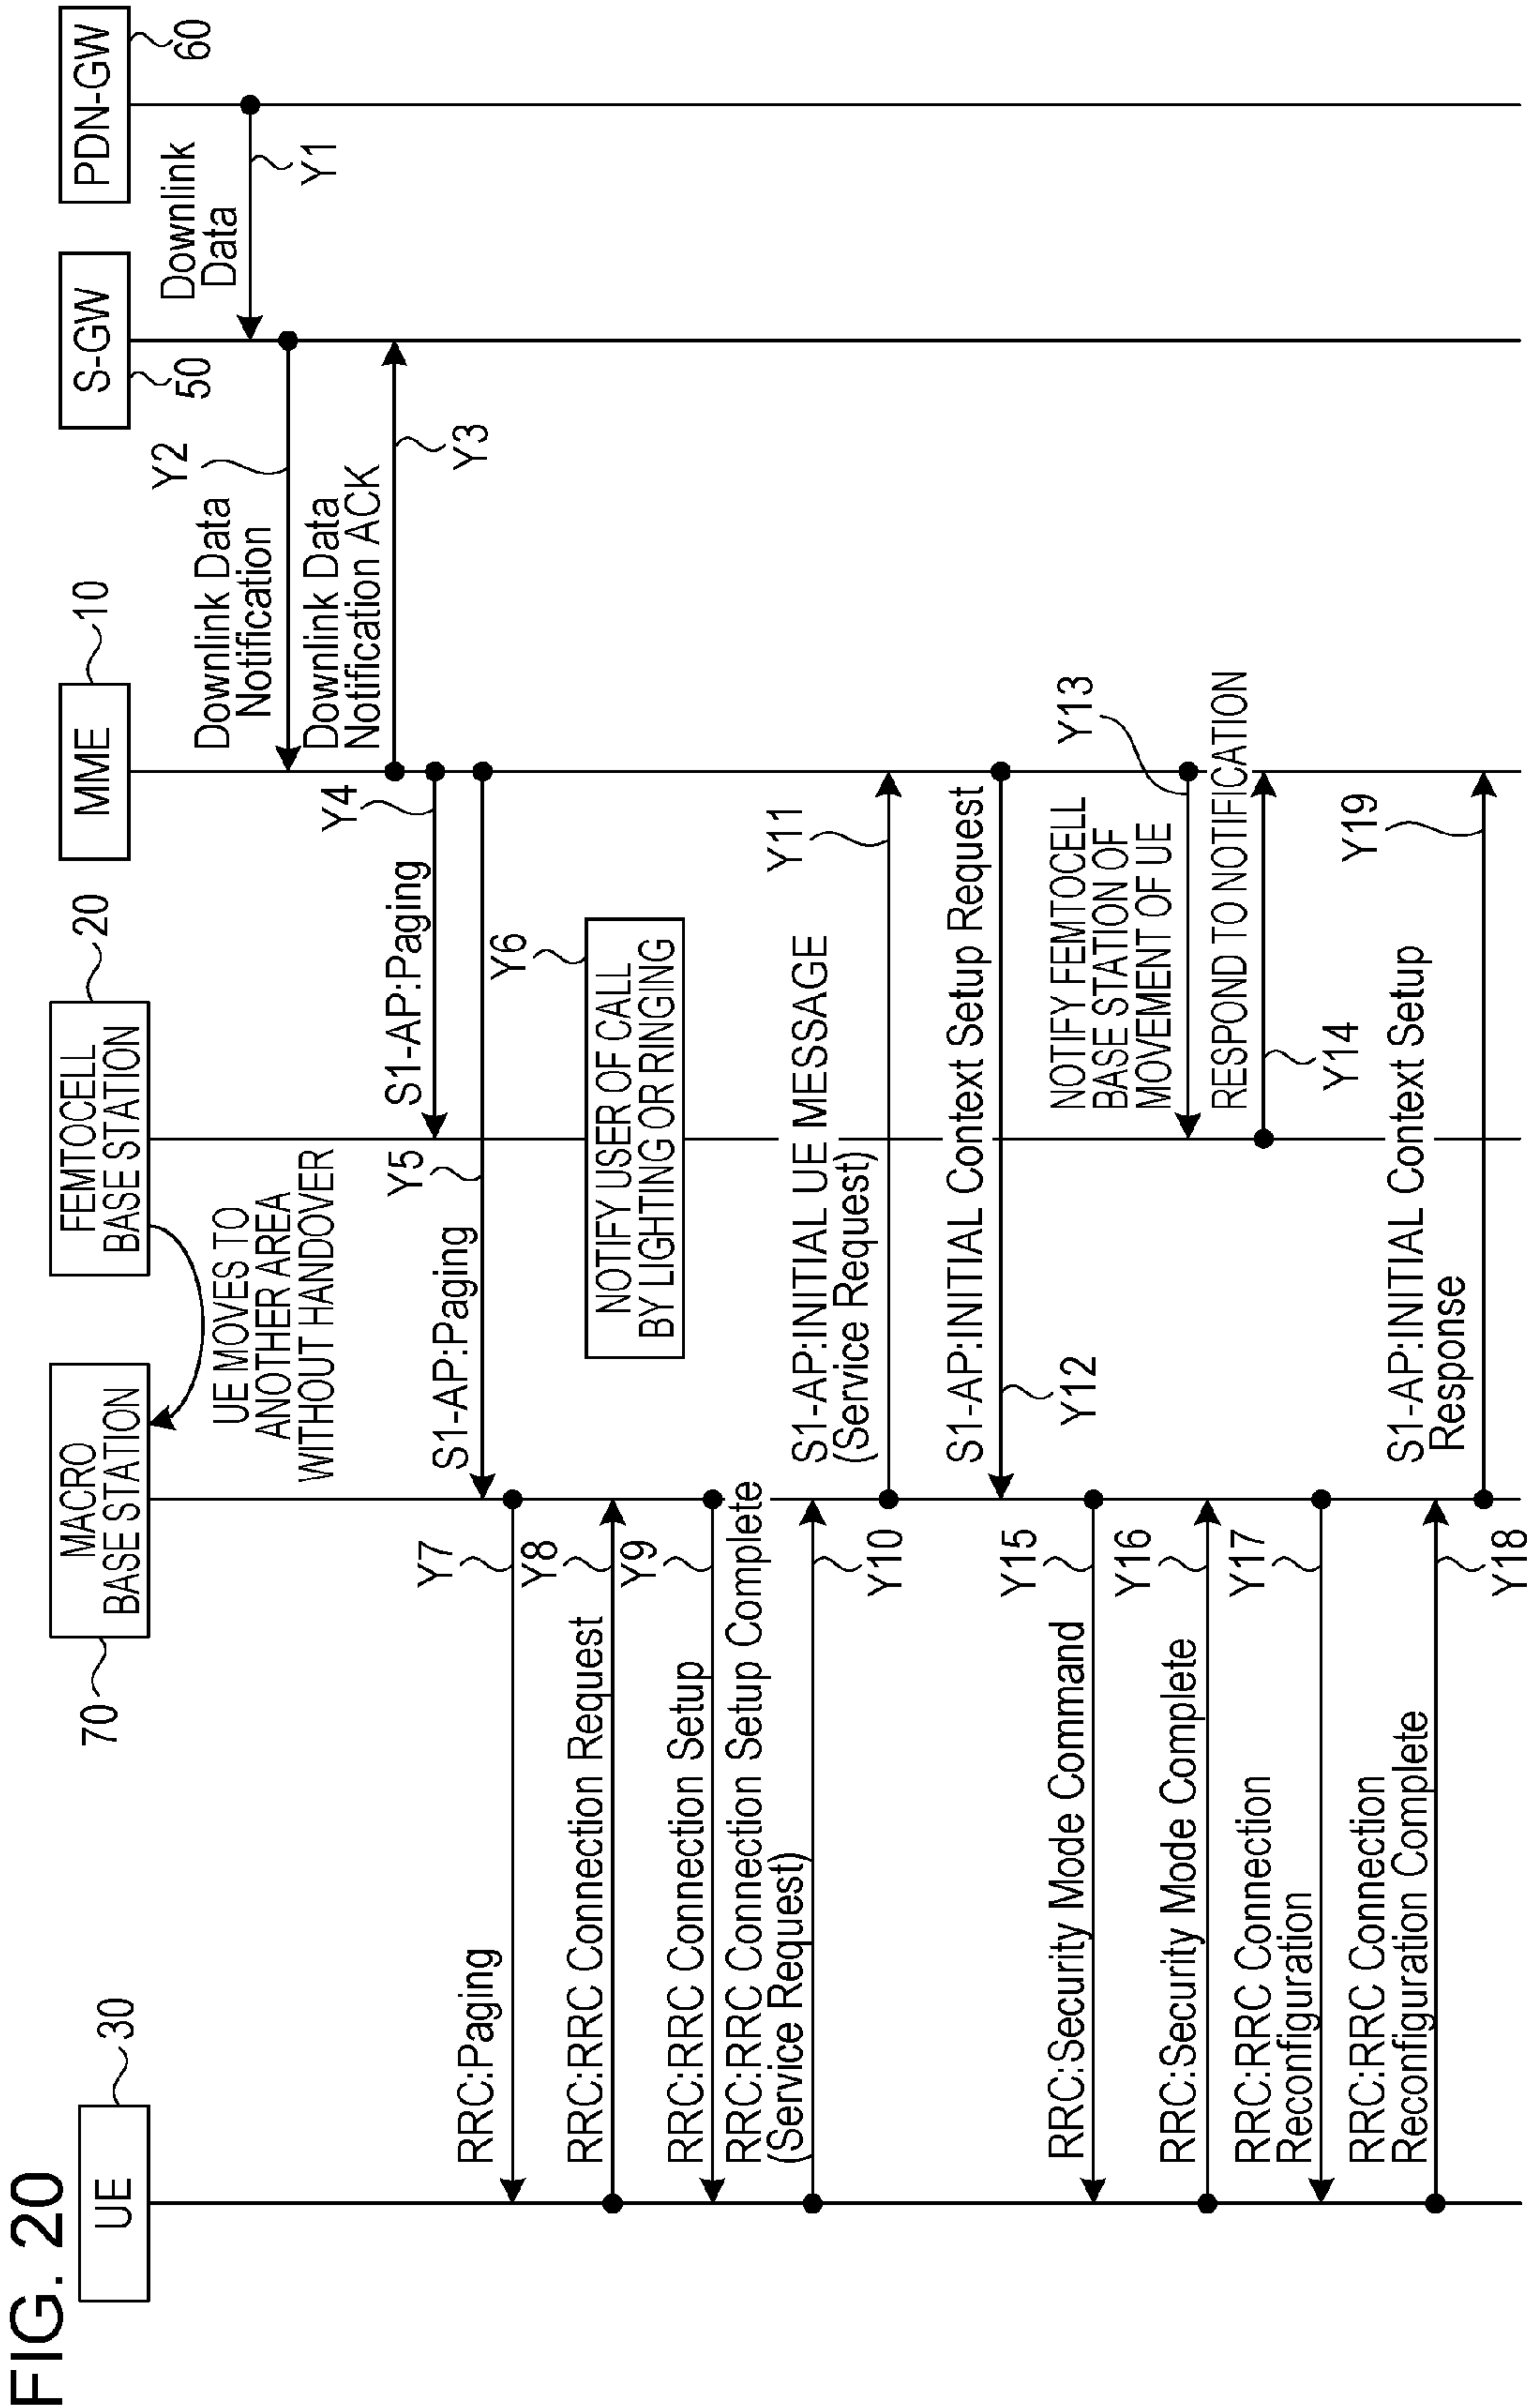 FIG. 20
UE
30
MACRO
BASE STATION
70
FEMTOCELL
BASE STATION
20
MME
10
S-GW
50
PDN-GW
60
UE MOVES TO
ANOTHER AREA
WITHOUT HANDOVER
Downlink
Data
Y1
Y2
Downlink Data
Notification
Downlink Data
Notification ACK
Y3
Y4
S1-AP:Paging
Y5
S1-AP:Paging
Y6
NOTIFY USER OF CALL
BY LIGHTING OR RINGING
RRC:Paging
Y7
RRC:RRC Connection Request
Y8
RRC:RRC Connection Setup
Y9
RRC:RRC Connection Setup Complete
(Service Request)
Y10
S1-AP:INITIAL UE MESSAGE
(Service Request)
Y11
S1-AP:INITIAL Context Setup Request
Y12
NOTIFY FEMTOCELL
BASE STATION OF
MOVEMENT OF UE
Y13
RESPOND TO NOTIFICATION
Y14
RRC:Security Mode Command
Y15
RRC:Security Mode Complete
Y16
RRC:RRC Connection
Reconfiguration
Y17
RRC:RRC Connection
Reconfiguration Complete
Y18
S1-AP:INITIAL Context Setup
Response
Y19